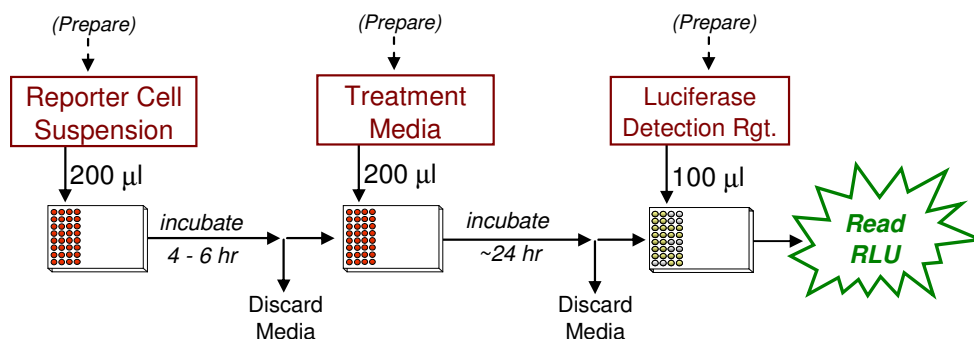 (Prepare)
(Prepare)
(Prepare)
Reporter Cell
Suspension
Treatment
Media
Luciferase
Detection Rgt.
200 µl
200 µl
100 µl
incubate
4 - 6 hr
incubate
~24 hr
Read
RLU
Discard
Media
Discard
Media